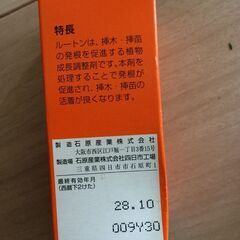 特長
ルートンは、挿木・挿苗
の発根を促進する植物
成長調整剤です。本剤を
処理することで発根が
促進され、挿木・挿苗の
活着が良くなります。
製造 石原産業株式会社
大阪市西区江戸堀一丁目3番15号
製造場 石原産業株式会社四日市工場
三重県四日市市石原町1
最終有効年月
(西暦下2けた)
28.10
009Y30